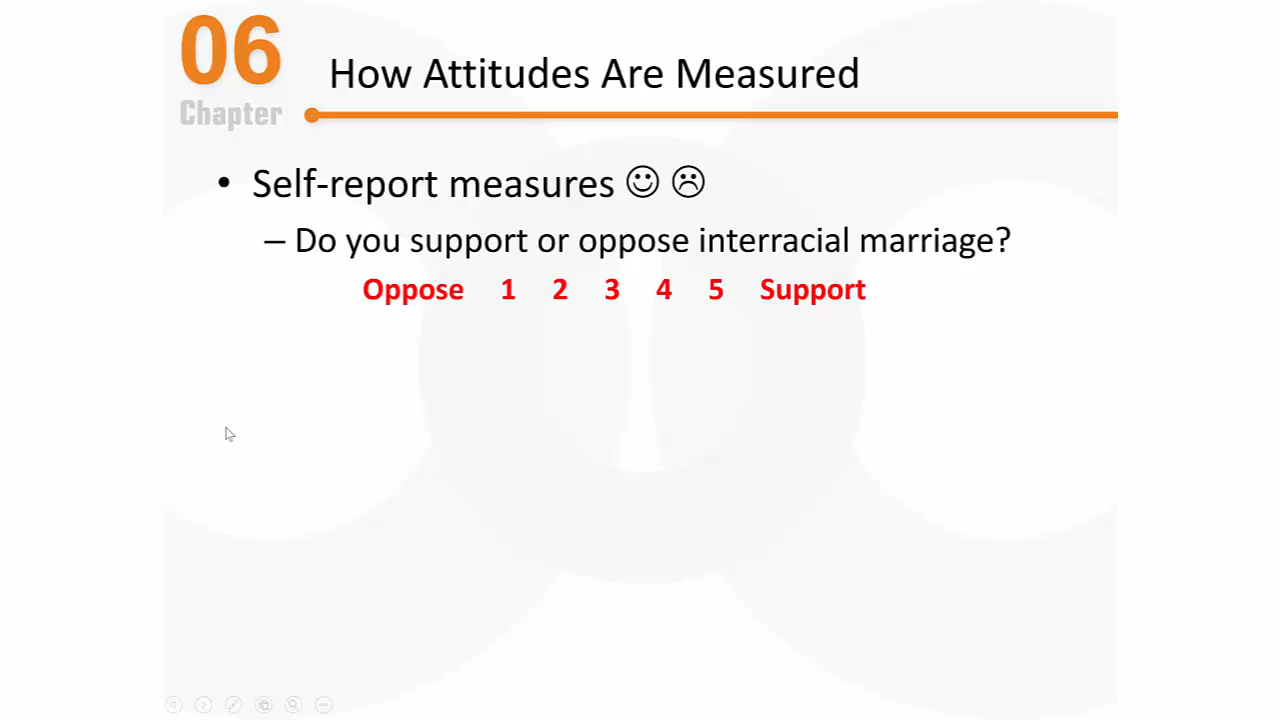 06
Chapter
How Attitudes Are Measured
• Self-report measures ☺ ☹
– Do you support or oppose interracial marriage?
Oppose 1 2 3 4 5 Support